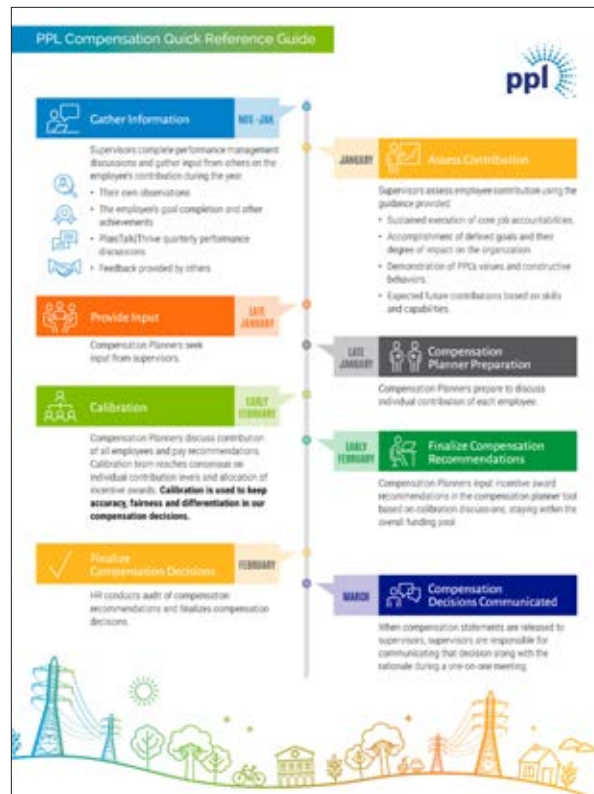 PPL Compensation Quick Reference Guide
ppl
Gather Information
NOV.-JAN.
Supervisors complete performance management
discussions and gather input from others on the
employee's contribution during the year.
• Their own observations
• The employee's goal completion and other
achievements
• PlainTalk|Thrive quarterly performance
discussions
• Feedback provided by others
JANUARY
Assess Contribution
Supervisors assess employee contribution using the
guidance provided:
• Sustained execution of core job accountabilities.
• Accomplishment of defined goals and their
degree of impact on the organization.
• Demonstration of PPL's values and constructive
behaviors.
• Expected future contributions based on skills
and capabilities.
Provide Input
LATE
JANUARY
Compensation Planners seek
input from supervisors.
LATE
JANUARY
Compensation
Planner Preparation
Compensation Planners prepare to discuss
individual contribution of each employee.
Calibration
EARLY
FEBRUARY
Compensation Planners discuss contribution
of all employees and pay recommendations.
Calibration team reaches consensus on
individual contribution levels and allocation of
incentive awards. Calibration is used to keep
accuracy, fairness and differentiation in our
compensation decisions.
EARLY
FEBRUARY
Finalize Compensation
Recommendations
Compensation Planners input incentive award
recommendations in the compensation planner tool
based on calibration discussions, staying within the
overall funding pool.
Finalize
Compensation Decisions
FEBRUARY
HR conducts audit of compensation
recommendations and finalizes compensation
decisions.
MARCH
Compensation
Decisions Communicated
When compensation statements are released to
supervisors, supervisors are responsible for
communicating that decision along with the
rationale during a one-on-one meeting.